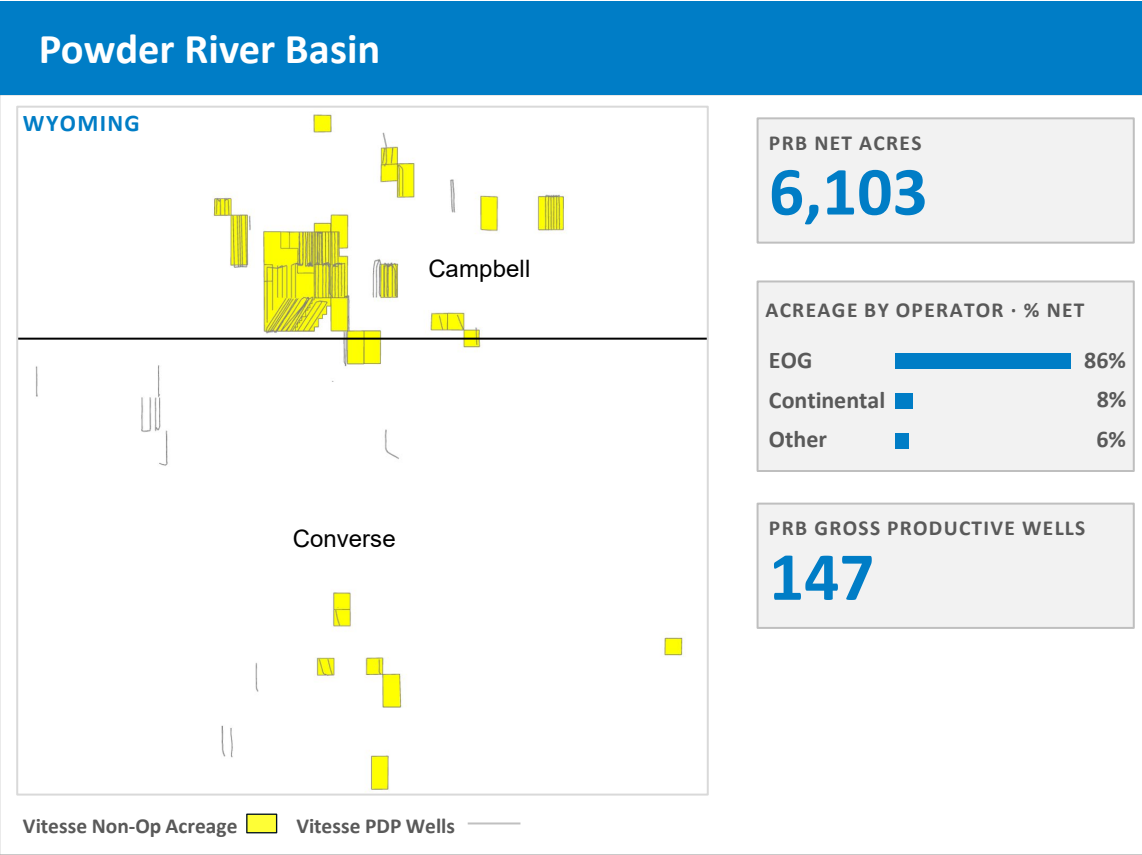 Powder River Basin
WYOMING
Campbell
Converse
Vitesse Non-Op Acreage
Vitesse PDP Wells
PRB NET ACRES
6,103
ACREAGE BY OPERATOR · % NET
EOG 86%
Continental 8%
Other 6%
PRB GROSS PRODUCTIVE WELLS
147